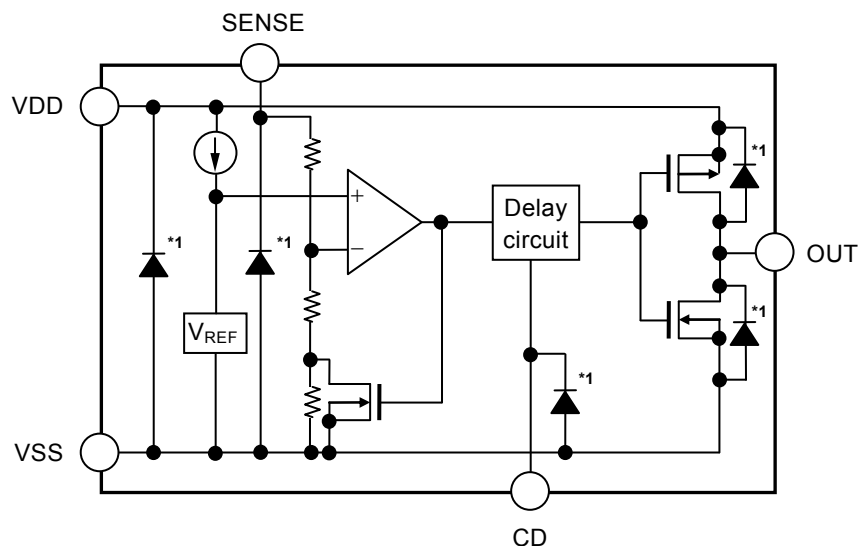 SENSE
VDD
*1
*1
*1
+
−
Delay
circuit
OUT
VREF
*1
*1
VSS
CD